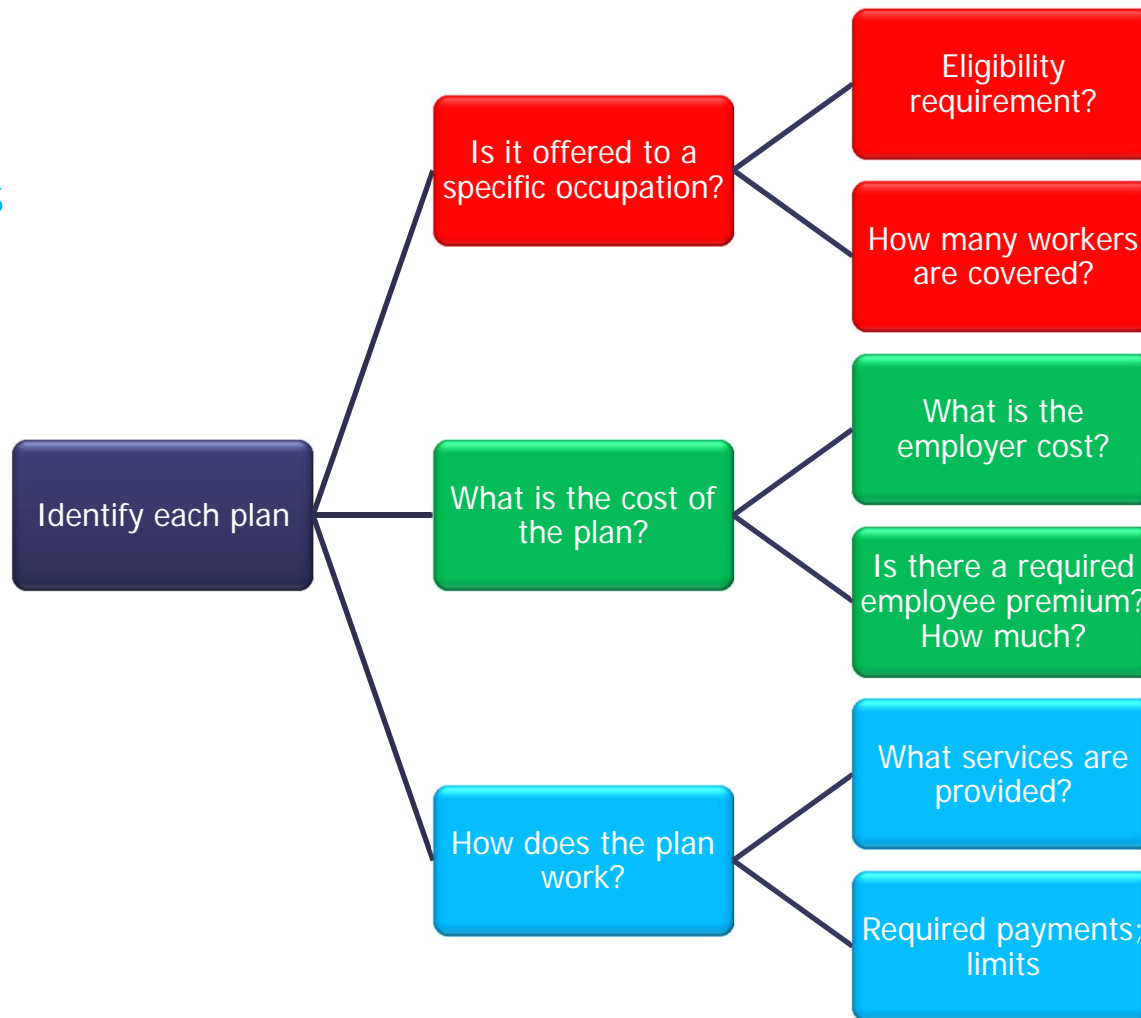 Eligibility
requirement?
Is it offered to a
specific occupation?
How many workers
are covered?
What is the
employer cost?
Identify each plan
What is the cost of
the plan?
Is there a required
employee premium?
How much?
What services are
provided?
How does the plan
work?
Required payments;
limits